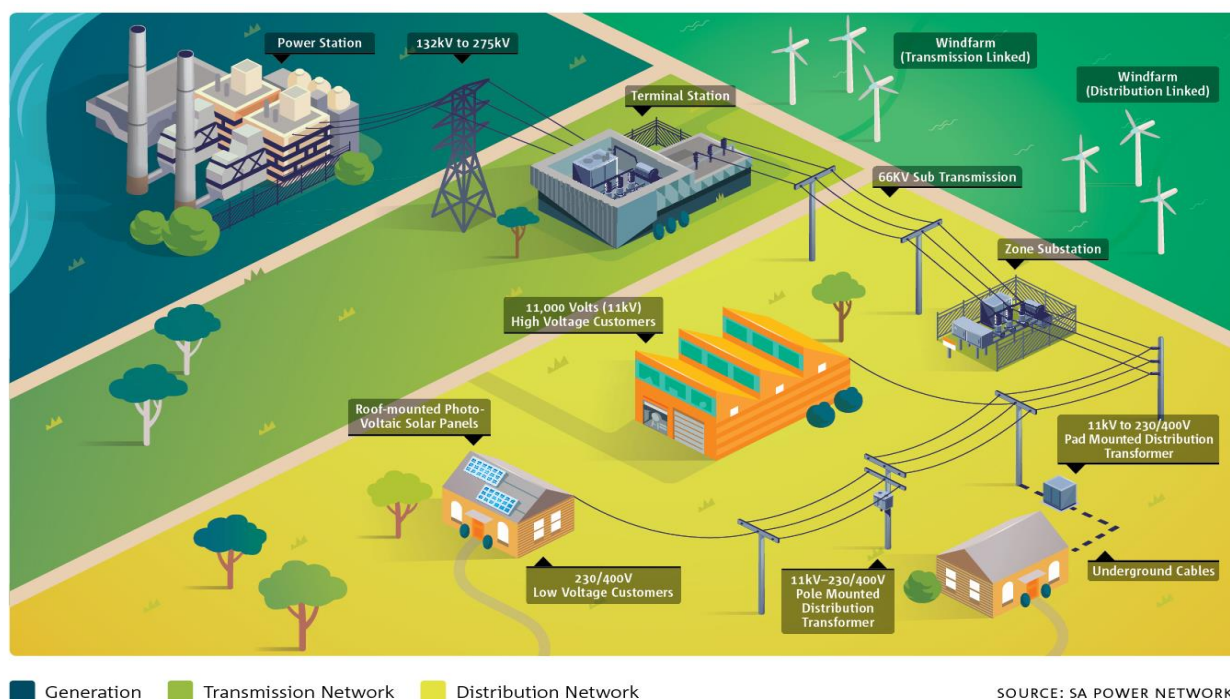 Power Station
132kV to 275kV
Windfarm
(Transmission Linked)
Windfarm
(Distribution Linked)
Terminal Station
66KV Sub Transmission
Zone Substation
11,000 Volts (11kV)
High Voltage Customers
Roof-mounted Photo-
Voltaic Solar Panels
11kV to 230/400V
Pad Mounted Distribution
Transformer
230/400V
Low Voltage Customers
11kV–230/400V
Pole Mounted
Distribution
Transformer
Underground Cables
Generation
Transmission Network
Distribution Network
SOURCE: SA POWER NETWORK